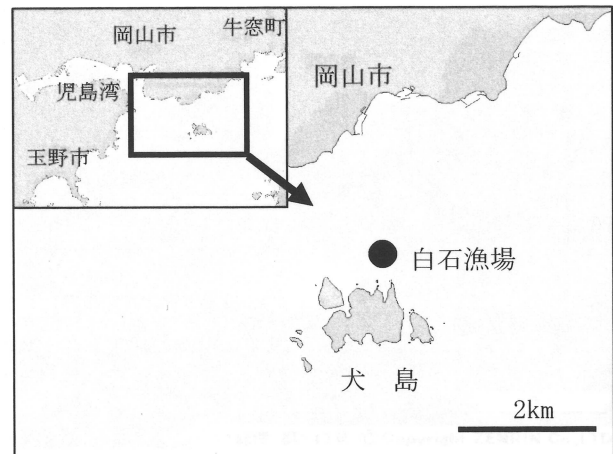 岡山市
牛窓町
児島湾
玉野市
岡山市
白石漁場
犬 島
2km